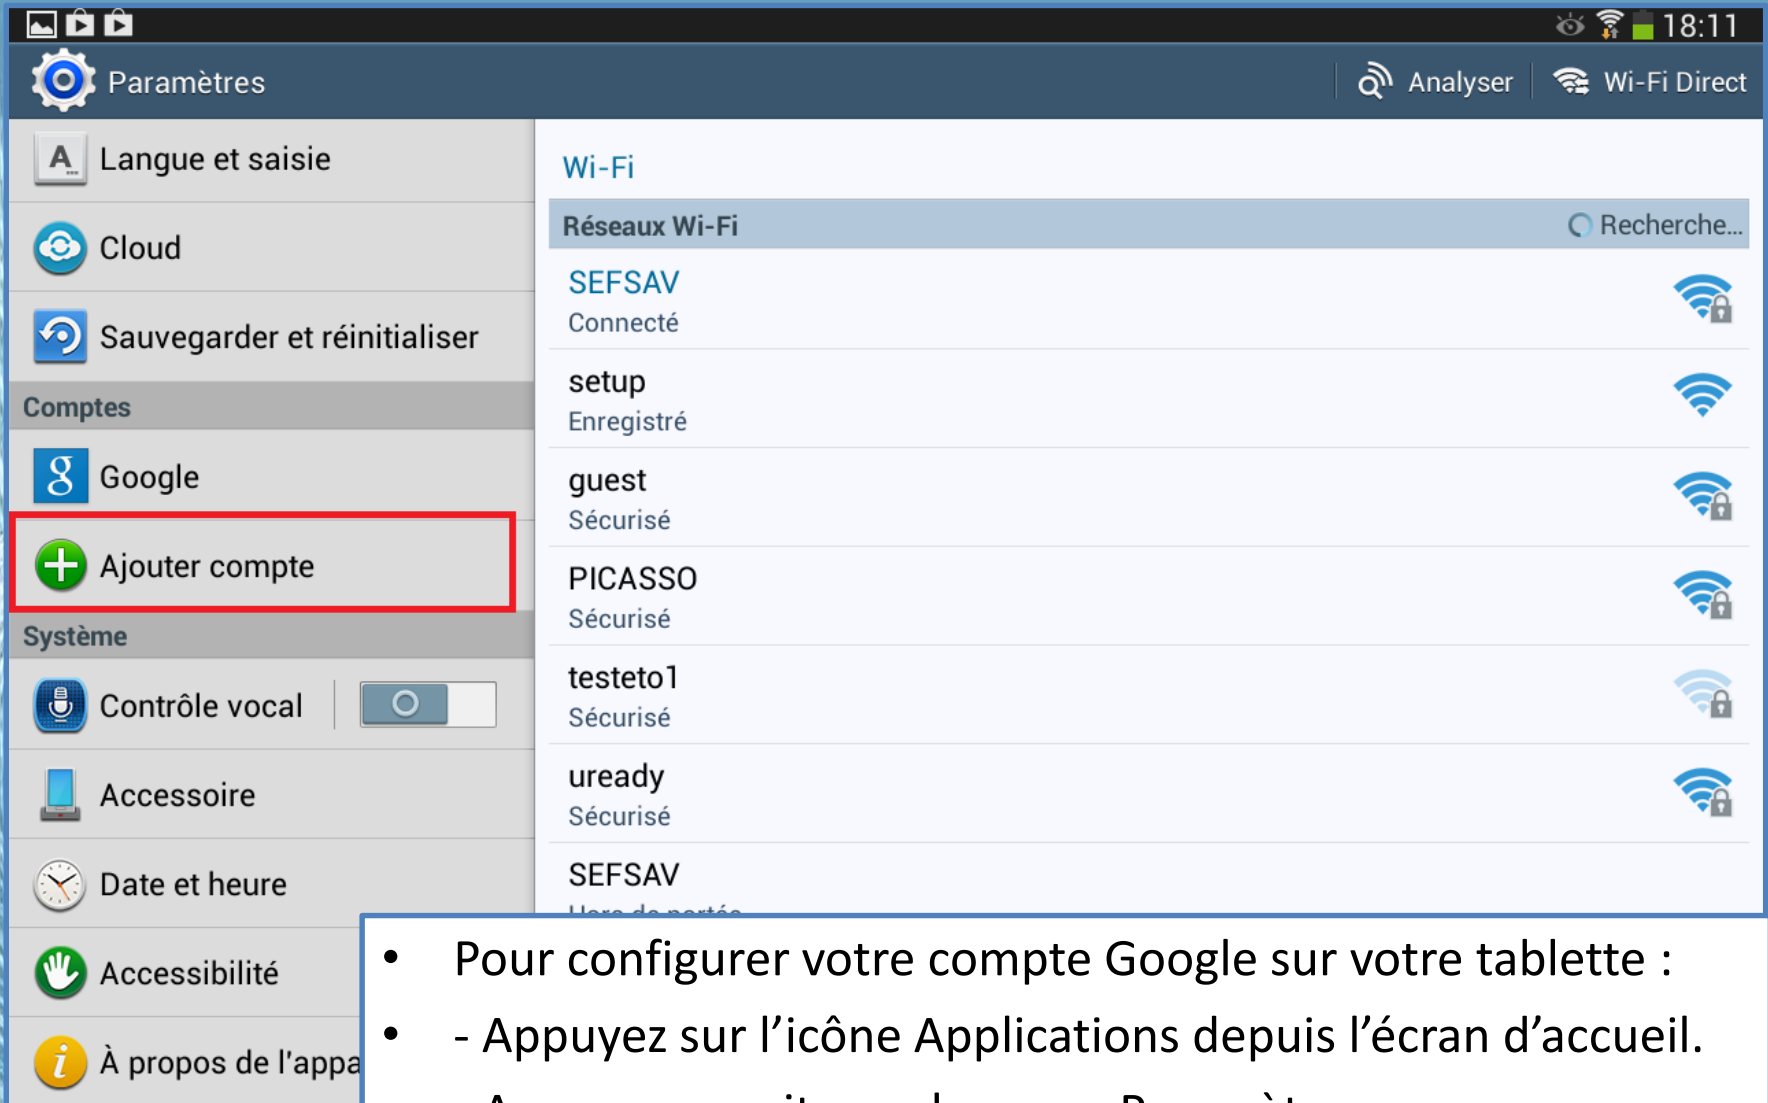 18:11
Paramètres
Analyser
Wi-Fi Direct
Langue et saisie
Cloud
Sauvegarder et réinitialiser
Comptes
Google
Ajouter compte
Système
Contrôle vocal
Accessoire
Date et heure
Accessibilité
À propos de l'appa
Wi-Fi
Réseaux Wi-Fi
Recherche...
SEFSAV
Connecté
setup
Enregistré
guest
Sécurisé
PICASSO
Sécurisé
testeto1
Sécurisé
uready
Sécurisé
SEFSAV
Hors de portée
• Pour configurer votre compte Google sur votre tablette :
• - Appuyez sur l’icône Applications depuis l’écran d’accueil.